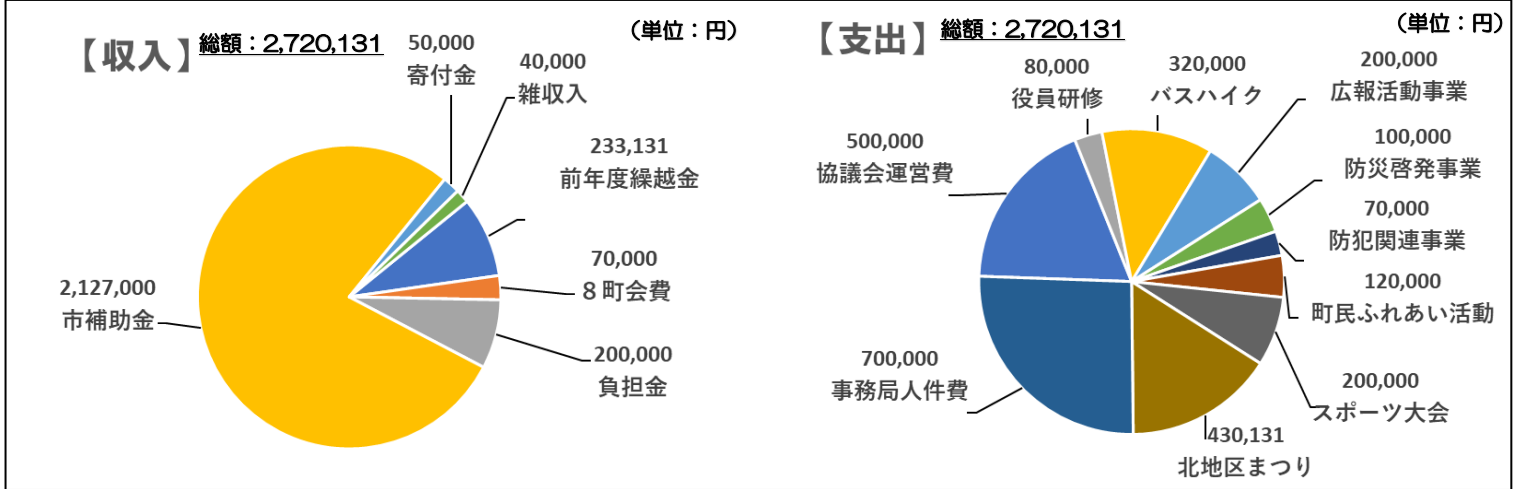 【収入】
総額：2,720,131
（単位：円）
50,000
寄付金
40,000
雑収入
233,131
前年度繰越金
70,000
８町会費
200,000
負担金
2,127,000
市補助金
【支出】
総額：2,720,131
（単位：円）
80,000
役員研修
320,000
バスハイク
200,000
広報活動事業
100,000
防災啓発事業
70,000
防犯関連事業
120,000
町民ふれあい活動
200,000
スポーツ大会
430,131
北地区まつり
700,000
事務局人件費
500,000
協議会運営費